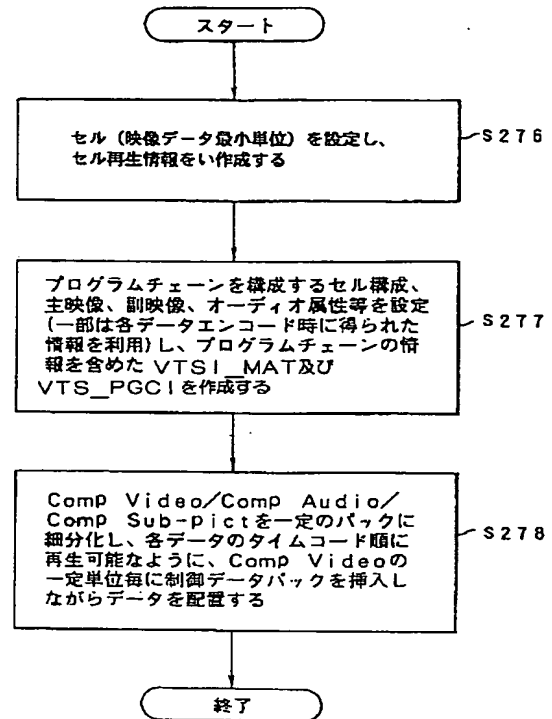 スタート
セル（映像データ最小単位）を設定し、
セル再生情報をい作成する
S276
プログラムチェーンを構成するセル構成、
主映像、副映像、オーディオ属性等を設定
(一部は各データエンコード時に得られた
情報を利用)し、プログラムチェーンの情
報を含めた VTSI_MAT及び
VTS_PGCIを作成する
S277
Comp Video/Comp Audio/
Comp Sub-pictを一定のパックに
細分化し、各データのタイムコード順に
再生可能なように、Comp Videoの
一定単位毎に制御データパックを挿入し
ながらデータを配置する
S278
終了